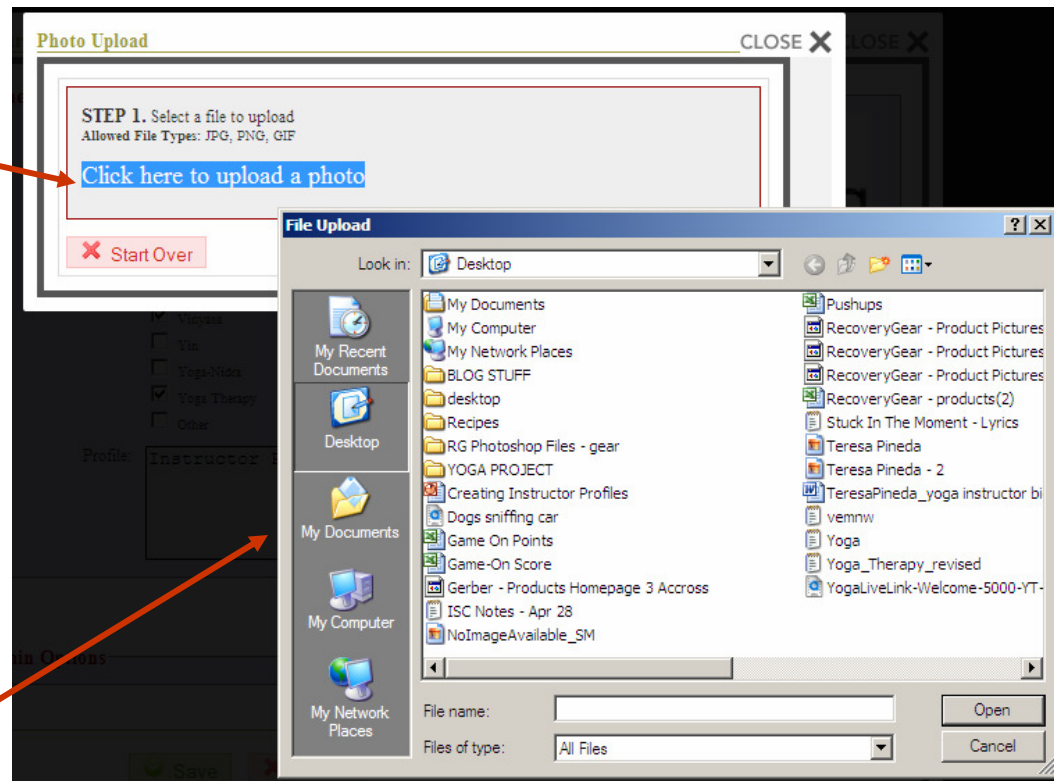 Photo Upload
CLOSE
CLOSE
STEP 1. Select a file to upload
Allowed File Types: JPG, PNG, GIF
Click here to upload a photo
Start Over
File Upload
Look in:
Desktop
My Recent
Documents
Desktop
My Documents
My Computer
My Network
Places
My Documents
My Computer
My Network Places
BLOG STUFF
desktop
Recipes
RG Photoshop Files - gear
YOGA PROJECT
Creating Instructor Profiles
Dogs sniffing car
Game On Points
Game-On Score
Gerber - Products Homepage 3 Accross
ISC Notes - Apr 28
NoImageAvailable_SM
Pushups
RecoveryGear - Product Pictures
RecoveryGear - Product Pictures
RecoveryGear - Product Pictures
RecoveryGear - products(2)
Stuck In The Moment - Lyrics
Teresa Pineda
Teresa Pineda - 2
TeresaPineda_yoga instructor bi
vemnw
Yoga
Yoga_Therapy_revised
YogaLiveLink-Welcome-5000-YT-
File name:
Open
Files of type:
All Files
Cancel
Vinyasa
Yin
Yoga-Nidra
Yoga Therapy
Other
Profile:
Instructor
Options
Save